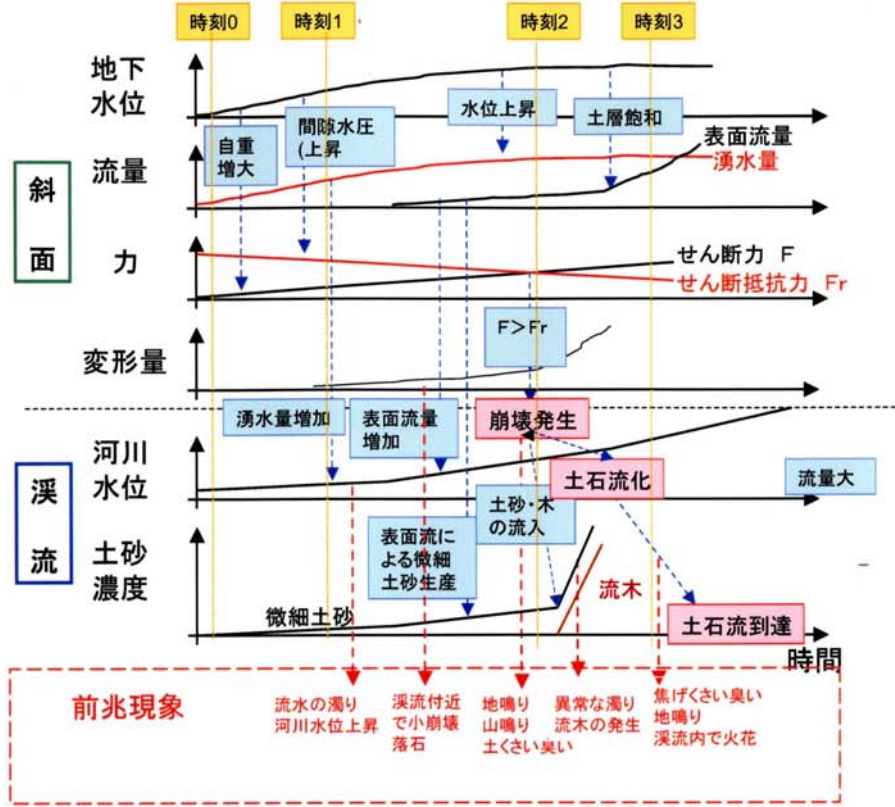 時刻0
時刻1
時刻2
時刻3
地下
水位
自重
増大
間隙水圧
(上昇
水位上昇
土層飽和
表面流量
湧水量
斜
面
流量
力
せん断力 F
せん断抵抗力 Fr
F>Fr
変形量
湧水量増加
表面流量
増加
崩壊発生
渓
流
河川
水位
土石流化
流量大
土砂・木
の流入
表面流に
よる微細
土砂生産
土砂
濃度
微細土砂
流木
土石流到達
時間
前兆現象
流水の濁り
河川水位上昇
渓流付近
で小崩壊
落石
地鳴り
山鳴り
土くさい臭い
異常な濁り
流木の発生
焦げくさい臭い
地鳴り
渓流内で火花